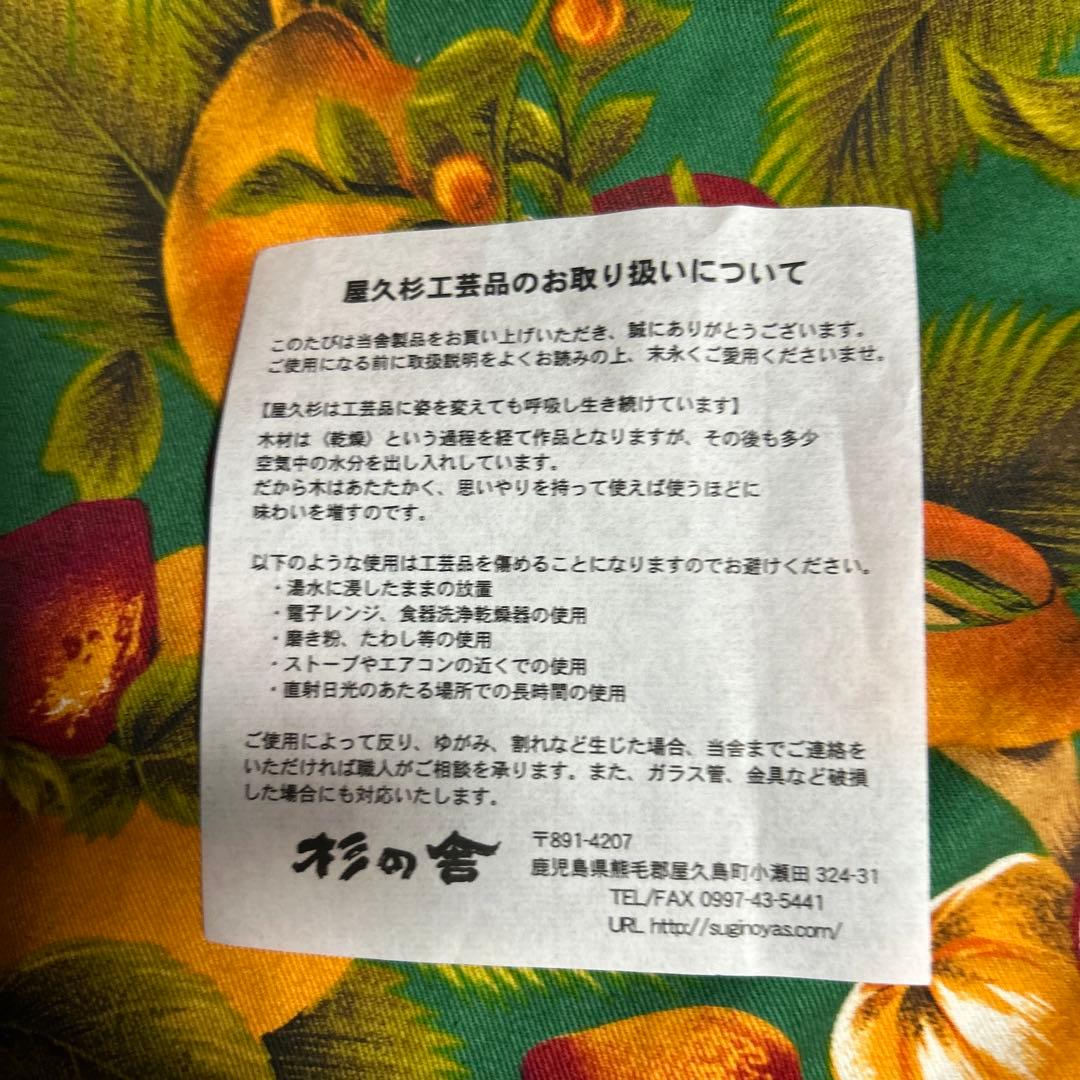 屋久杉工芸品のお取り扱いについて
このたびは当舎製品をお買い上げいただき、誠にありがとうございます。
ご使用になる前に取扱説明をよくお読みの上、末永くご愛用くださいませ。
【屋久杉は工芸品に姿を変えても呼吸し生き続けています】
木材は〈乾燥〉という過程を経て作品となりますが、その後も多少
空気中の水分を出し入れしています。
だから木はあたたかく、思いやりを持って使えば使うほどに
味わいを増すのです。
以下のような使用は工芸品を傷めることになりますのでお避けください。
・湯水に浸したままの放置
・電子レンジ、食器洗浄乾燥器の使用
・磨き粉、たわし等の使用
・ストーブやエアコンの近くでの使用
・直射日光のあたる場所での長時間の使用
ご使用によって反り、ゆがみ、割れなど生じた場合、当舎までご連絡を
いただければ職人がご相談を承ります。また、ガラス管、金具など破損
した場合にも対応いたします。
杉の舎
〒891-4207
鹿児島県熊毛郡屋久島町小瀬田 324-31
TEL/FAX 0997-43-5441
URL http://suginoyas.com/